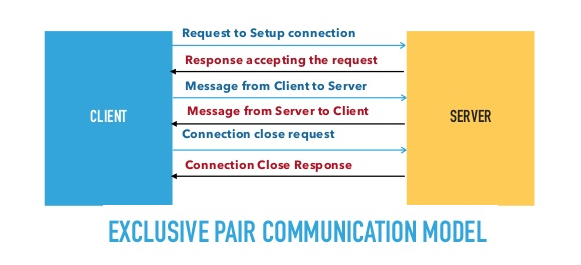 Request to Setup connection
Response accepting the request
Message from Client to Server
CLIENT
Message from Server to Client
SERVER
Connection close request
Connection Close Response
EXCLUSIVE PAIR COMMUNICATION MODEL